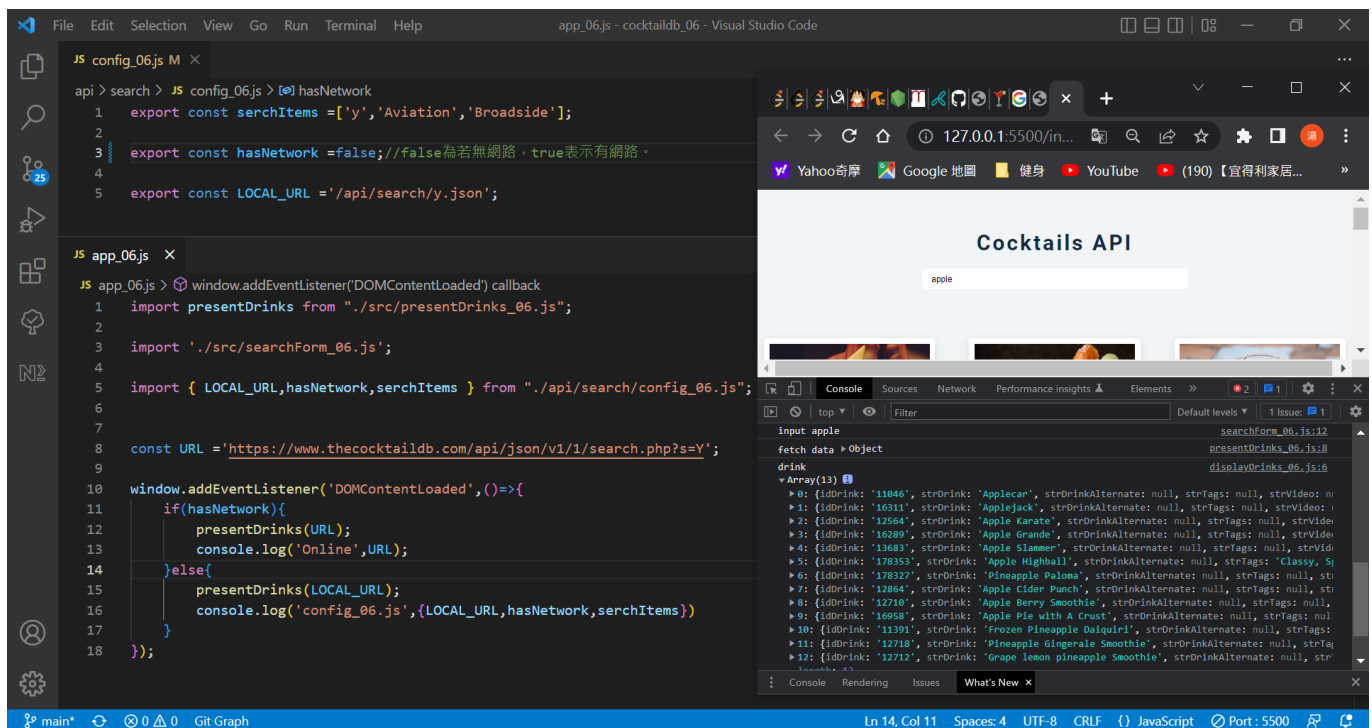 File Edit Selection View Go Run Terminal Help
app_06.js - cocktaildb_06 - Visual Studio Code
JS config_06.js M
api > search > JS config_06.js > hasNetwork
1 export const serchItems =['y','Aviation','Broadside'];
2
3 export const hasNetwork =false;//false為若無網路，true表示有網路。
4
5 export const LOCAL_URL ='/api/search/y.json';
25
JS app_06.js
JS app_06.js > window.addEventListener('DOMContentLoaded') callback
1 import presentDrinks from "./src/presentDrinks_06.js";
2
3 import './src/searchForm_06.js';
4
5 import { LOCAL_URL,hasNetwork,serchItems } from "./api/search/config_06.js";
6
7
8 const URL ='https://www.thecocktaildb.com/api/json/v1/1/search.php?s=Y';
9
10 window.addEventListener('DOMContentLoaded',()=>{
11 if(hasNetwork){
12 presentDrinks(URL);
13 console.log('Online',URL);
14 }else{
15 presentDrinks(LOCAL_URL);
16 console.log('config_06.js',{LOCAL_URL,hasNetwork,serchItems})
17 }
18 });
127.0.0.1:5500/in...
湯
Yahoo奇摩 Google 地圖 健身 YouTube (190)【宜得利家居...
Cocktails API
apple
Console Sources Network Performance insights Elements » 2 1
top Filter Default levels 1 Issue: 1
input apple searchForm_06.js:12
fetch data Object presentDrinks_06.js:8
drink displayDrinks_06.js:6
Array(13)
0: {idDrink: '11046', strDrink: 'Applecar', strDrinkAlternate: null, strTags: null, strVideo:
1: {idDrink: '16311', strDrink: 'Applejack', strDrinkAlternate: null, strTags: null, strVideo:
2: {idDrink: '12564', strDrink: 'Apple Karate', strDrinkAlternate: null, strTags: null,
3: {idDrink: '16289', strDrink: 'Apple Grande', strDrinkAlternate: null, strTags: null,
4: {idDrink: '13683', strDrink: 'Apple Slammer', strDrinkAlternate: null, strTags: null,
5: {idDrink: '178353', strDrink: 'Apple Highball', strDrinkAlternate: null, strTags: 'Classy,
6: {idDrink: '178327', strDrink: 'Pineapple Paloma', strDrinkAlternate: null, strTags: null,
7: {idDrink: '12864', strDrink: 'Apple Cider Punch', strDrinkAlternate: null, strTags: null,
8: {idDrink: '12710', strDrink: 'Apple Berry Smoothie', strDrinkAlternate: null, strTags: null,
9: {idDrink: '16958', strDrink: 'Apple Pie with A Crust', strDrinkAlternate: null, strTags:
10: {idDrink: '11391', strDrink: 'Frozen Pineapple Daiquiri', strDrinkAlternate: null, strTags:
11: {idDrink: '12718', strDrink: 'Pineapple Gingerale Smoothie', strDrinkAlternate: null,
12: {idDrink: '12712', strDrink: 'Grape lemon pineapple Smoothie', strDrinkAlternate: null,
Console Rendering Issues What's New
main* 0 0 Git Graph
Ln 14, Col 11 Spaces: 4 UTF-8 CRLF {} JavaScript Port : 5500